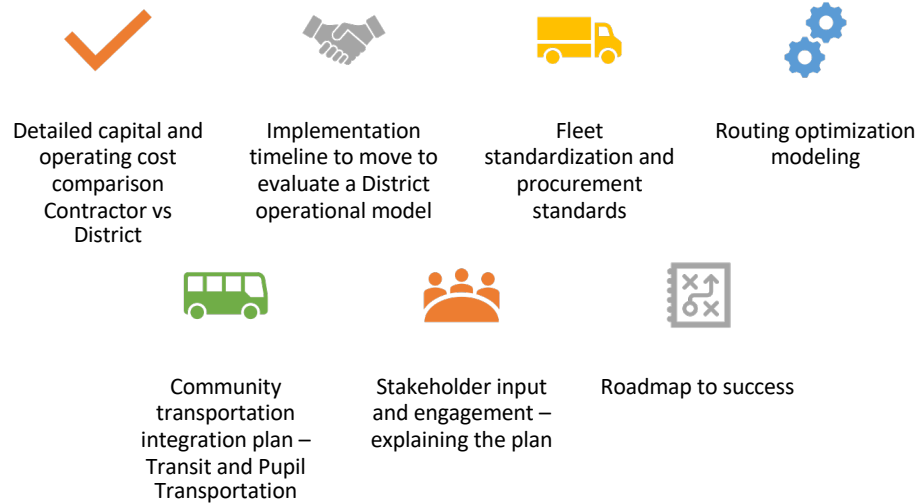 Detailed capital and
operating cost
comparison
Contractor vs
District
Implementation
timeline to move to
evaluate a District
operational model
Fleet
standardization and
procurement
standards
Routing optimization
modeling
Community
transportation
integration plan –
Transit and Pupil
Transportation
Stakeholder input
and engagement –
explaining the plan
Roadmap to success